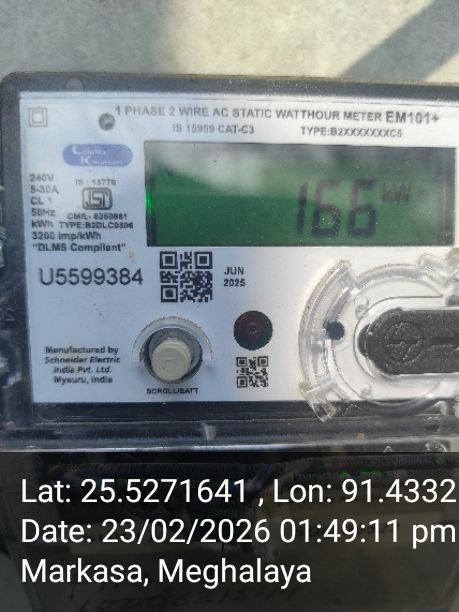 1 PHASE 2 WIRE AC STATIC WATTHOUR METER EM101+
IS 15959 CAT-C3 TYPE:B2XXXXXXXC5
IS : 13779
240V
5-30A
CL 1
50Hz
ISI
CM/L- 6250861
kWh TYPE-B2DLCD506
3200 imp/kWh
"DLMS Compliant"
166 kW
U5599384
JUN
2025
Manufactured by
Schneider Electric
India Pvt. Ltd.
Mysuru, India
SCROLL/BATT
Lat: 25.5271641 , Lon: 91.4332
Date: 23/02/2026 01:49:11 pm
Markasa, Meghalaya